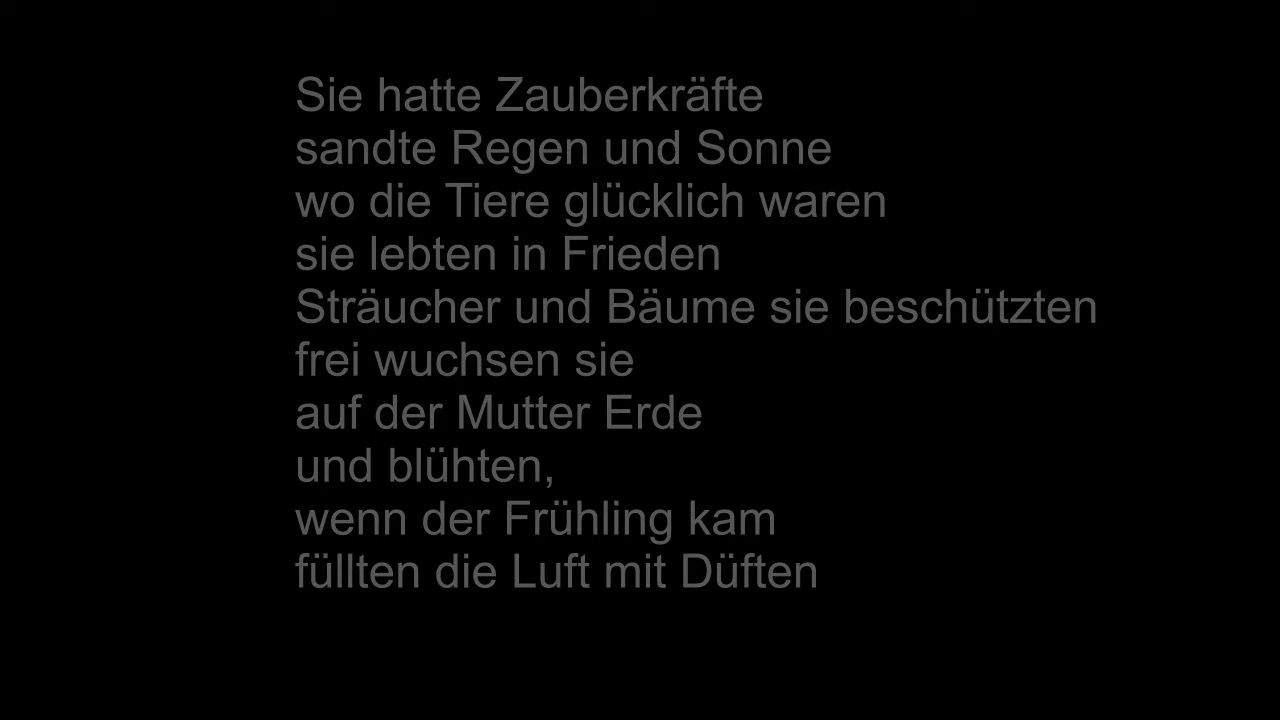 Sie hatte Zauberkräfte
sandte Regen und Sonne
wo die Tiere glücklich waren
sie lebten in Frieden
Sträucher und Bäume sie beschützten
frei wuchsen sie
auf der Mutter Erde
und blühten,
wenn der Frühling kam
füllten die Luft mit Düften